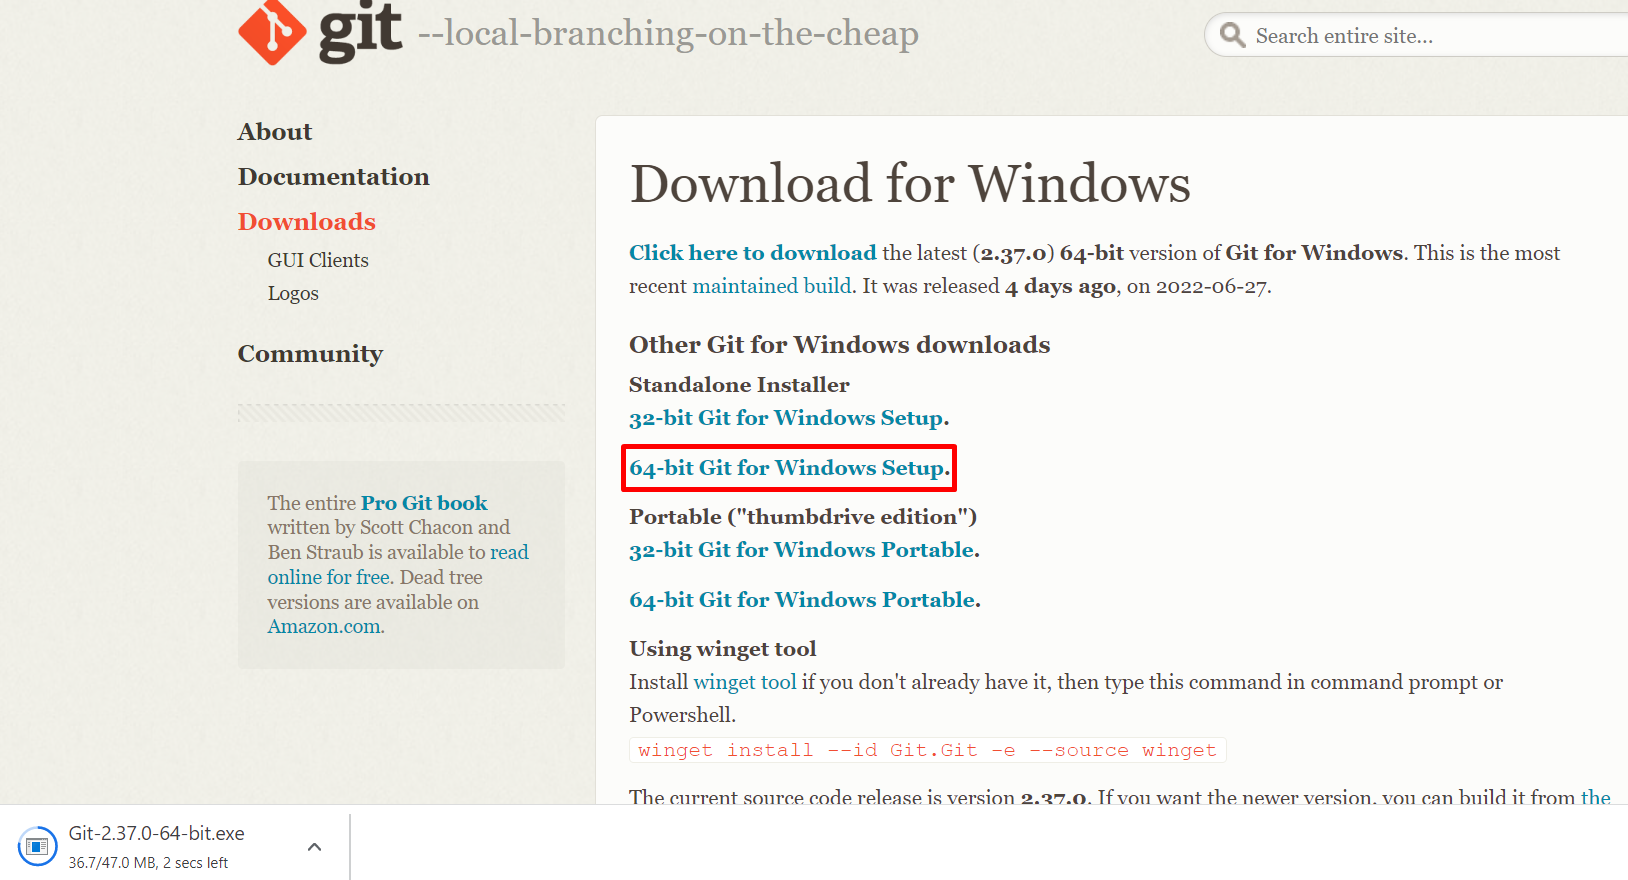 git --local-branching-on-the-cheap
Search entire site...
About
Documentation
Downloads
GUI Clients
Logos
Community
The entire Pro Git book
written by Scott Chacon and
Ben Straub is available to read
online for free. Dead tree
versions are available on
Amazon.com.
Download for Windows
Click here to download the latest (2.37.0) 64-bit version of Git for Windows. This is the most
recent maintained build. It was released 4 days ago, on 2022-06-27.
Other Git for Windows downloads
Standalone Installer
32-bit Git for Windows Setup.
64-bit Git for Windows Setup.
Portable ("thumbdrive edition")
32-bit Git for Windows Portable.
64-bit Git for Windows Portable.
Using winget tool
Install winget tool if you don't already have it, then type this command in command prompt or
Powershell.
winget install --id Git.Git -e --source winget
The current source code release is version 2.37.0. If you want the newer version, you can build it from the
Git-2.37.0-64-bit.exe
36.7/47.0 MB, 2 secs left